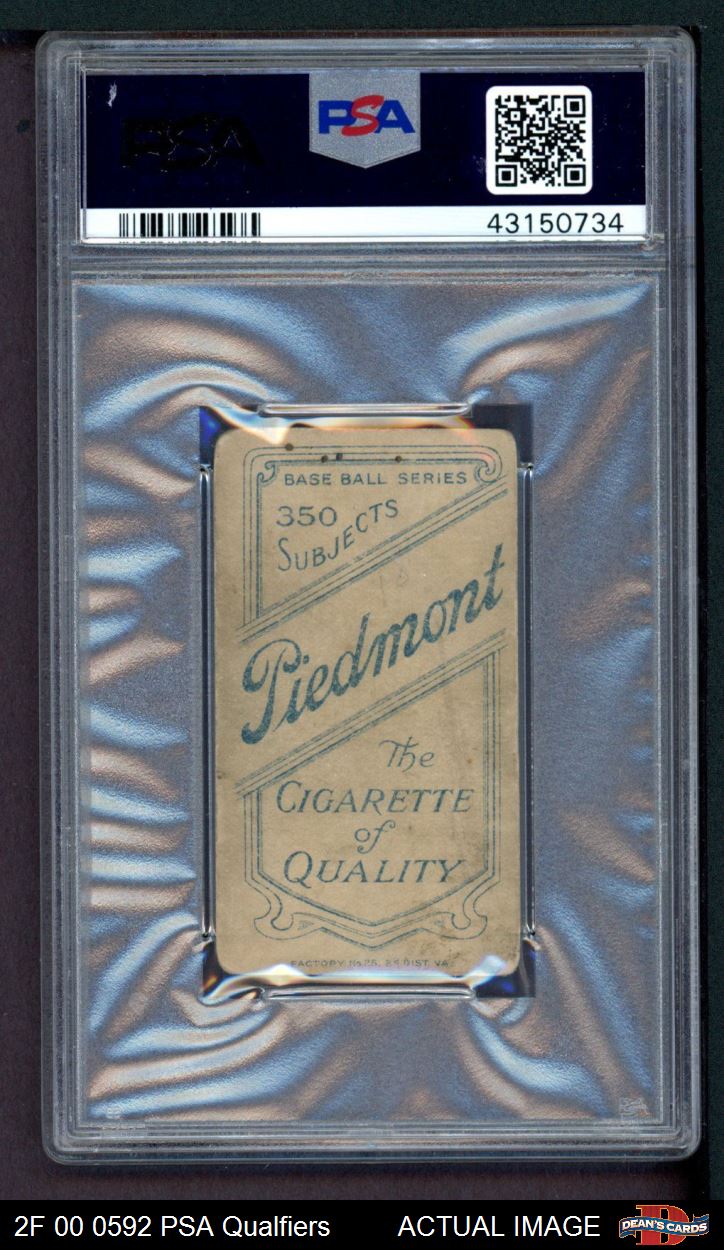 PSA
43150734
BASE BALL SERIES
350
SUBJECTS
Piedmont
The
CIGARETTE
of
QUALITY
FACTORY No 25, 2d DIST. VA.
2F 00 0592 PSA Qualfiers ACTUAL IMAGE DEAN'S CARDS